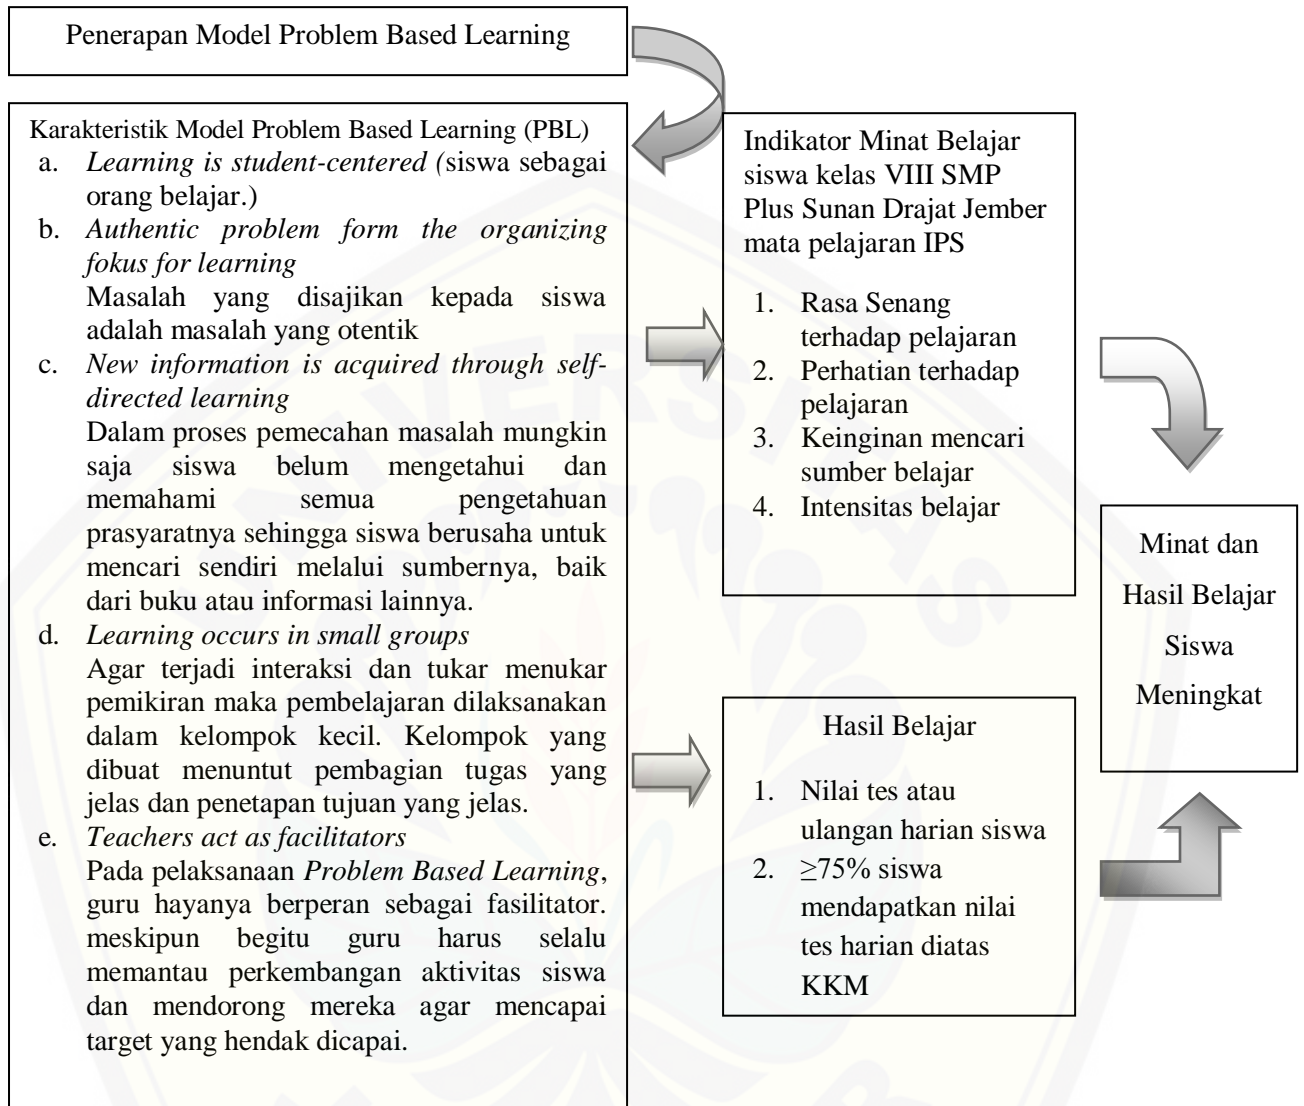 Penerapan Model Problem Based Learning
Karakteristik Model Problem Based Learning (PBL)
a. Learning is student-centered (siswa sebagai
orang belajar.)
b. Authentic problem form the organizing
fokus for learning
Masalah yang disajikan kepada siswa
adalah masalah yang otentik
c. New information is acquired through self-
directed learning
Dalam proses pemecahan masalah mungkin
saja siswa belum mengetahui dan
memahami semua pengetahuan
prasyaratnya sehingga siswa berusaha untuk
mencari sendiri melalui sumbernya, baik
dari buku atau informasi lainnya.
d. Learning occurs in small groups
Agar terjadi interaksi dan tukar menukar
pemikiran maka pembelajaran dilaksanakan
dalam kelompok kecil. Kelompok yang
dibuat menuntut pembagian tugas yang
jelas dan penetapan tujuan yang jelas.
e. Teachers act as facilitators
Pada pelaksanaan Problem Based Learning,
guru hayanya berperan sebagai fasilitator.
meskipun begitu guru harus selalu
memantau perkembangan aktivitas siswa
dan mendorong mereka agar mencapai
target yang hendak dicapai.
Indikator Minat Belajar
siswa kelas VIII SMP
Plus Sunan Drajat Jember
mata pelajaran IPS
1. Rasa Senang
terhadap pelajaran
2. Perhatian terhadap
pelajaran
3. Keinginan mencari
sumber belajar
4. Intensitas belajar
Hasil Belajar
1. Nilai tes atau
ulangan harian siswa
2. ≥75% siswa
mendapatkan nilai
tes harian diatas
KKM
Minat dan
Hasil Belajar
Siswa
Meningkat
UNIVERSITAS